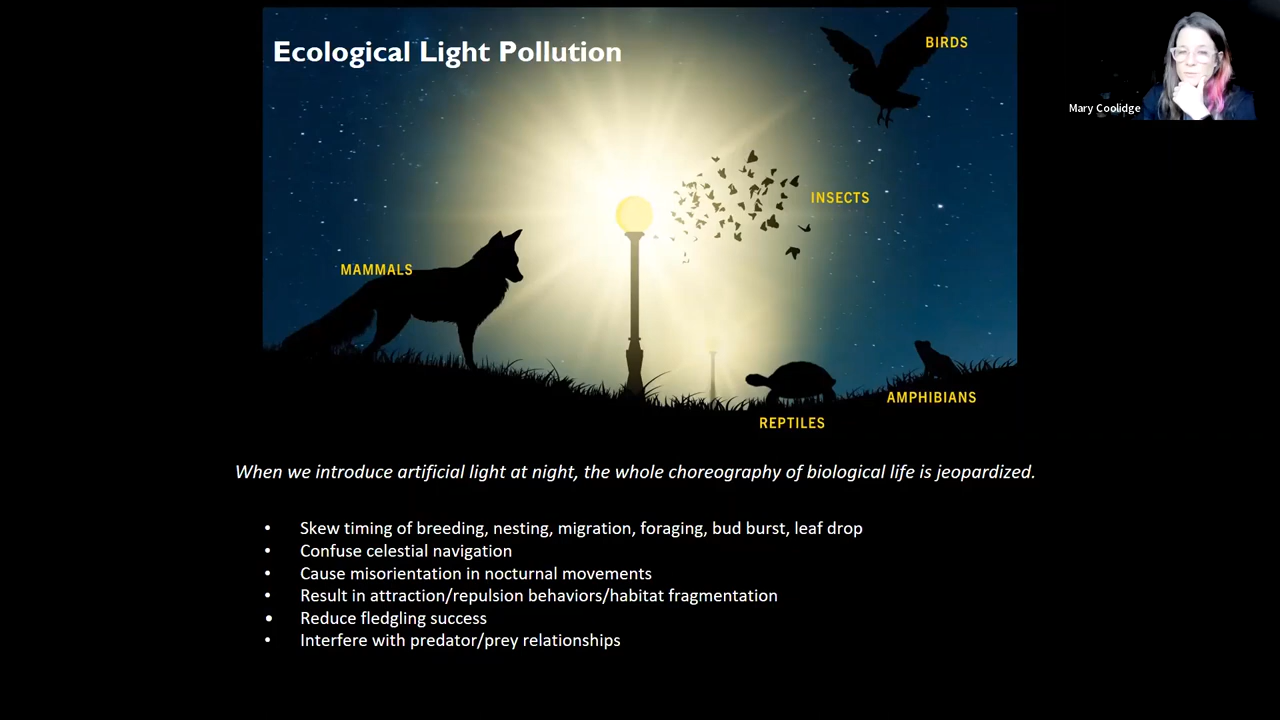 Ecological Light Pollution
BIRDS
Mary Coolidge
INSECTS
MAMMALS
AMPHIBIANS
REPTILES
When we introduce artificial light at night, the whole choreography of biological life is jeopardized.
• Skew timing of breeding, nesting, migration, foraging, bud burst, leaf drop
• Confuse celestial navigation
• Cause misorientation in nocturnal movements
• Result in attraction/repulsion behaviors/habitat fragmentation
• Reduce fledgling success
• Interfere with predator/prey relationships